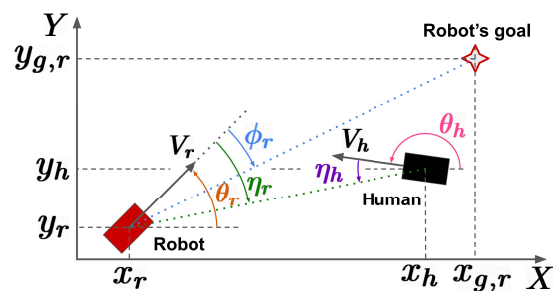 Y
Robot's goal
y_{g,r}
V_r
ϕ_r
V_h
θ_h
y_h
θ_r
η_r
η_h
Human
y_r
Robot
x_r
x_h
x_{g,r}
X